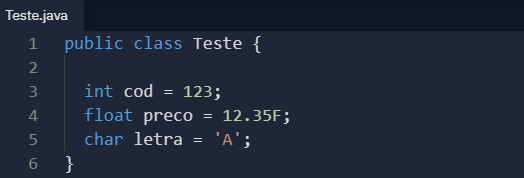 Teste.java
1 public class Teste {
2
3 int cod = 123;
4 float preco = 12.35F;
5 char letra = 'A';
6 }